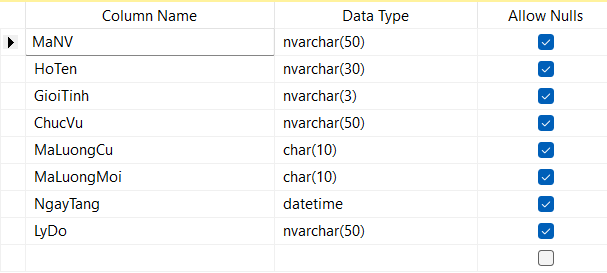 Column Name Data Type Allow Nulls
MaNV nvarchar(50)
HoTen nvarchar(30)
GioiTinh nvarchar(3)
ChucVu nvarchar(50)
MaLuongCu char(10)
MaLuongMoi char(10)
NgayTang datetime
LyDo nvarchar(50)